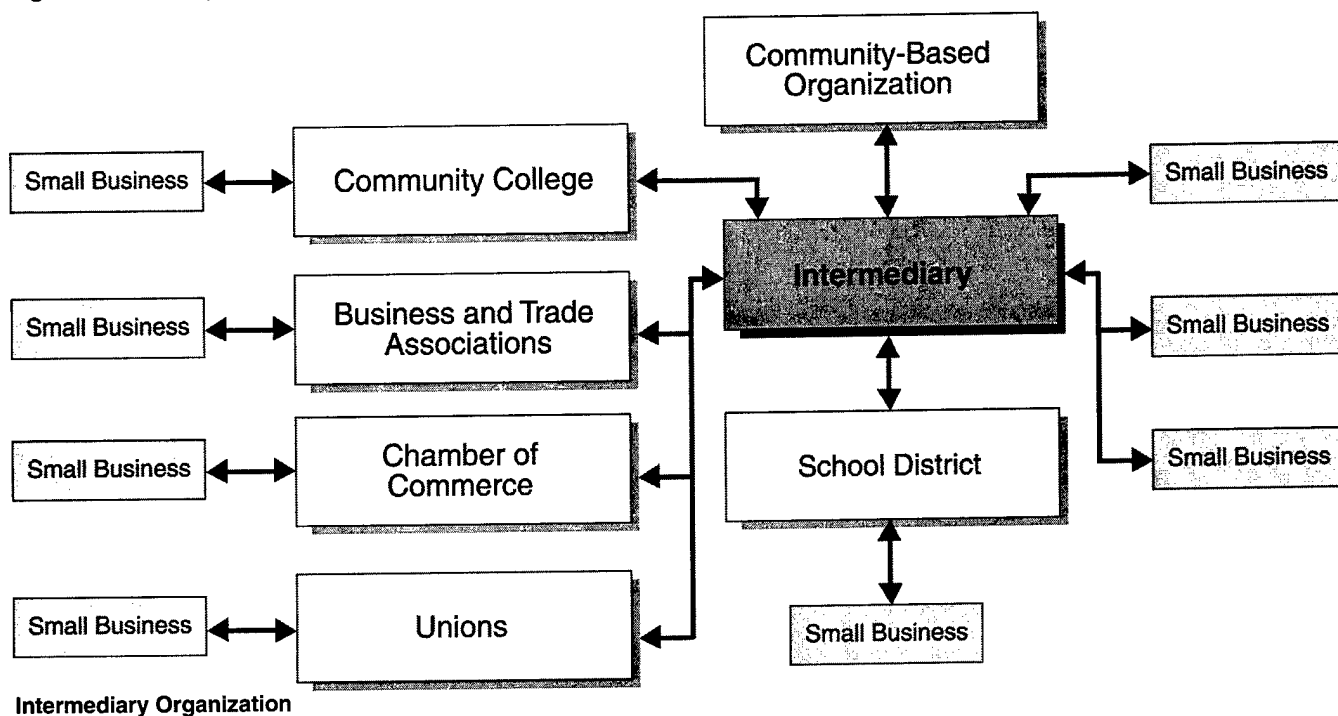 Community-Based
Organization
Small Business
Community College
Small Business
Intermediary
Small Business
Business and Trade
Associations
Small Business
Small Business
Chamber of
Commerce
School District
Small Business
Small Business
Unions
Small Business
Intermediary Organization